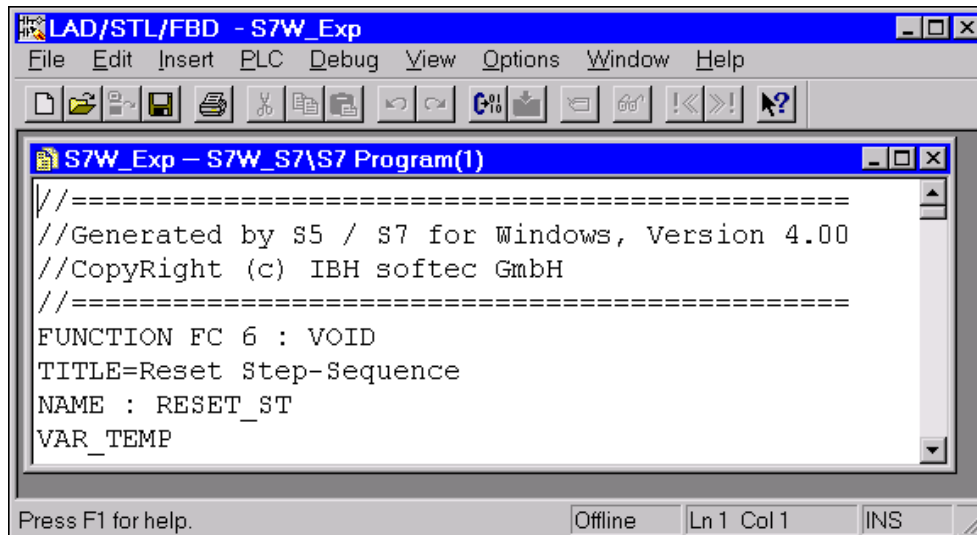 LAD/STL/FBD - S7W_Exp
File Edit Insert PLC Debug View Options Window Help
S7W_Exp — S7W_S7\S7 Program(1)
//==============================================
//Generated by S5 / S7 for Windows, Version 4.00
//CopyRight (c) IBH softec GmbH
//==============================================
FUNCTION FC 6 : VOID
TITLE=Reset Step-Sequence
NAME : RESET_ST
VAR_TEMP
Press F1 for help. Offline Ln 1 Col 1 INS